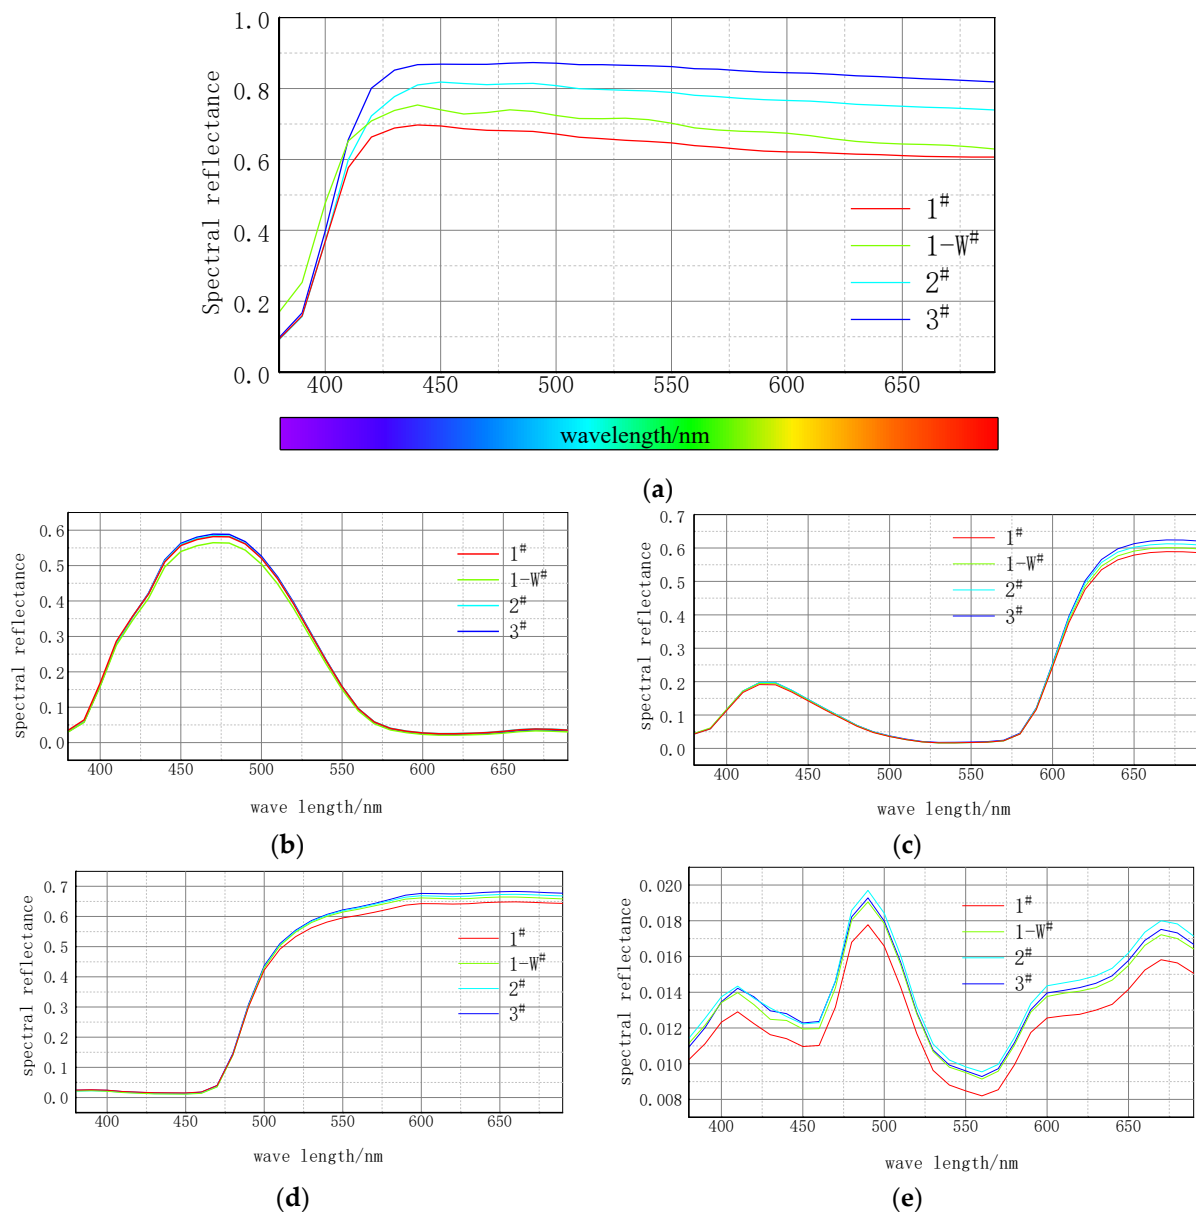 1.0
0.8
0.6
0.4
0.2
0.0
Spectral reflectance
1#
1-W#
2#
3#
400 450 500 550 600 650
wavelength/nm
(a)
0.6
0.5
0.4
0.3
0.2
0.1
0.0
spectral reflectance
1#
1-W#
2#
3#
400 450 500 550 600 650
wave length/nm
(b)
0.7
0.6
0.5
0.4
0.3
0.2
0.1
0.0
spectral reflectance
1#
1-W#
2#
3#
400 450 500 550 600 650
wave length/nm
(c)
0.7
0.6
0.5
0.4
0.3
0.2
0.1
0.0
spectral reflectance
1#
1-W#
2#
3#
400 450 500 550 600 650
wave length/nm
(d)
0.020
0.018
0.016
0.014
0.012
0.010
0.008
spectral reflectance
1#
1-W#
2#
3#
400 450 500 550 600 650
wave length/nm
(e)